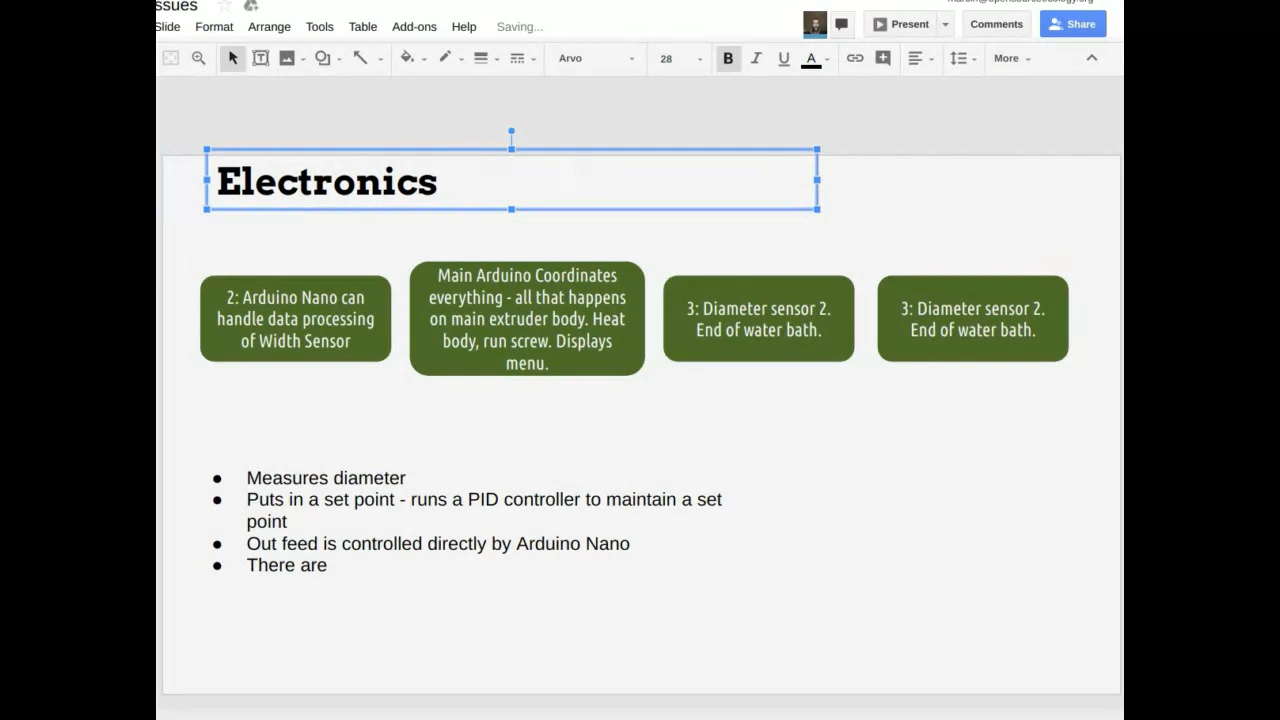 ssues
Slide Format Arrange Tools Table Add-ons Help Saving...
Present Comments Share
Arvo 28 B I U A More
Electronics
2: Arduino Nano can
handle data processing
of Width Sensor
Main Arduino Coordinates
everything - all that happens
on main extruder body. Heat
body, run screw. Displays
menu.
3: Diameter sensor 2.
End of water bath.
3: Diameter sensor 2.
End of water bath.
● Measures diameter
● Puts in a set point - runs a PID controller to maintain a set
point
● Out feed is controlled directly by Arduino Nano
● There are